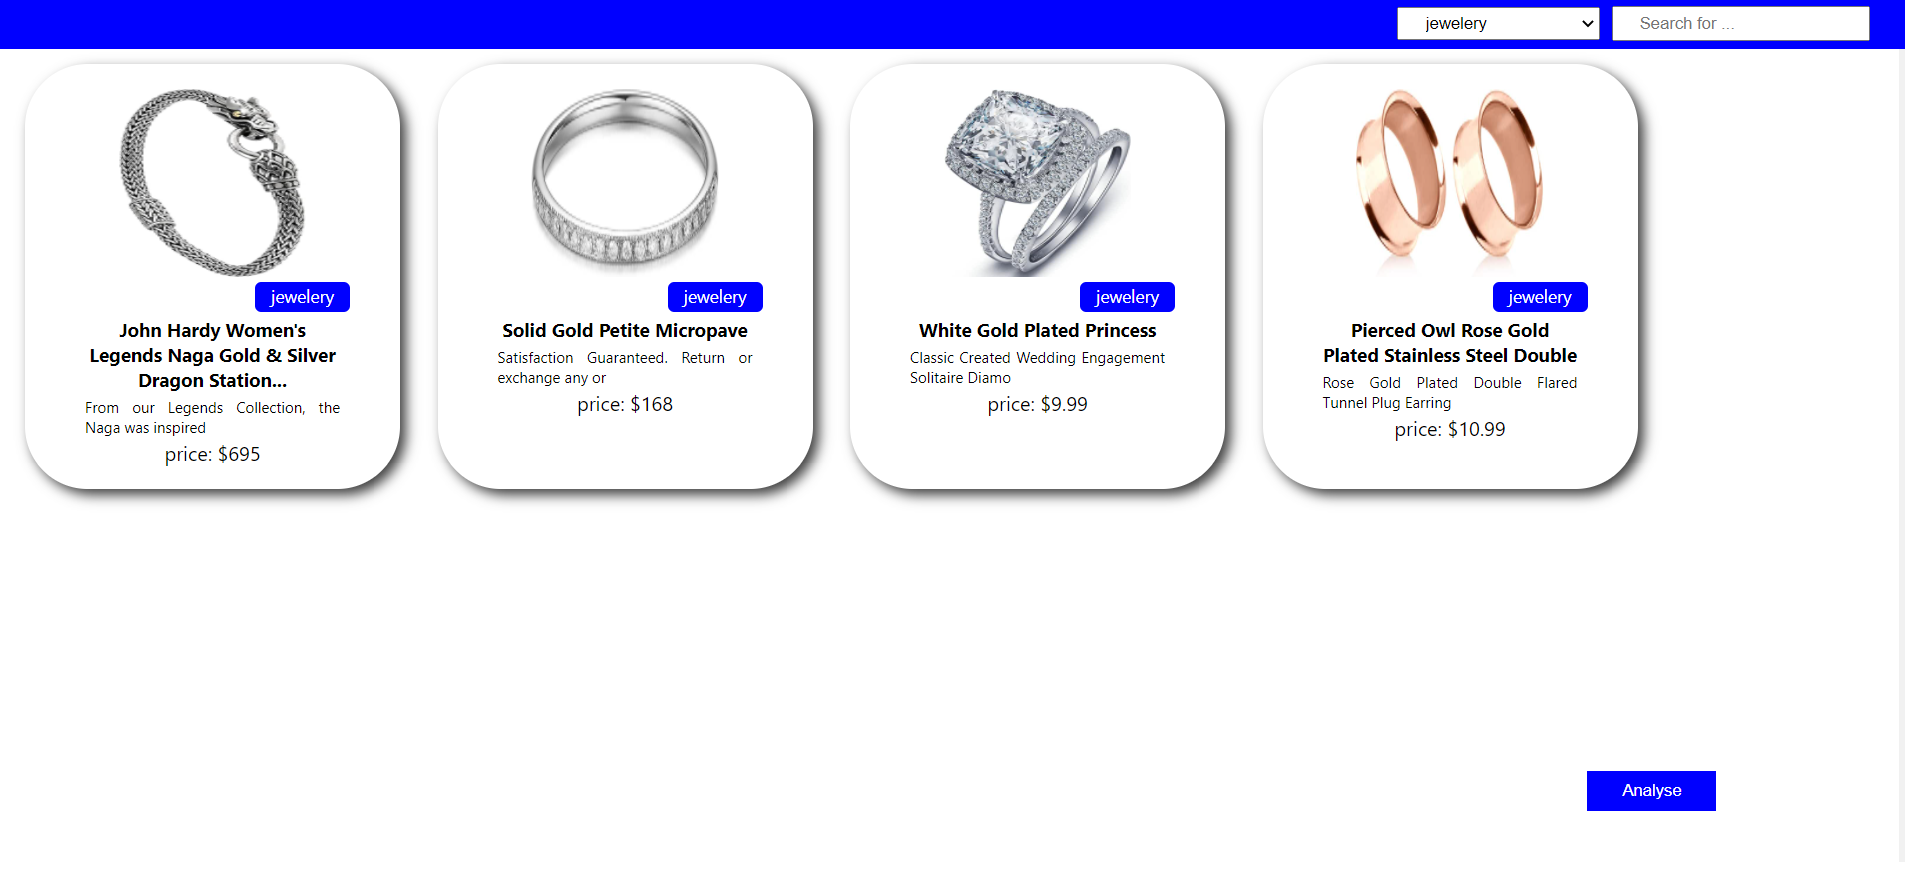 jewelery
Search for ...
jewelery
John Hardy Women's
Legends Naga Gold & Silver
Dragon Station...
From our Legends Collection, the
Naga was inspired
price: $695
jewelery
Solid Gold Petite Micropave
Satisfaction Guaranteed. Return or
exchange any or
price: $168
jewelery
White Gold Plated Princess
Classic Created Wedding Engagement
Solitaire Diamo
price: $9.99
jewelery
Pierced Owl Rose Gold
Plated Stainless Steel Double
Rose Gold Plated Double Flared
Tunnel Plug Earring
price: $10.99
Analyse